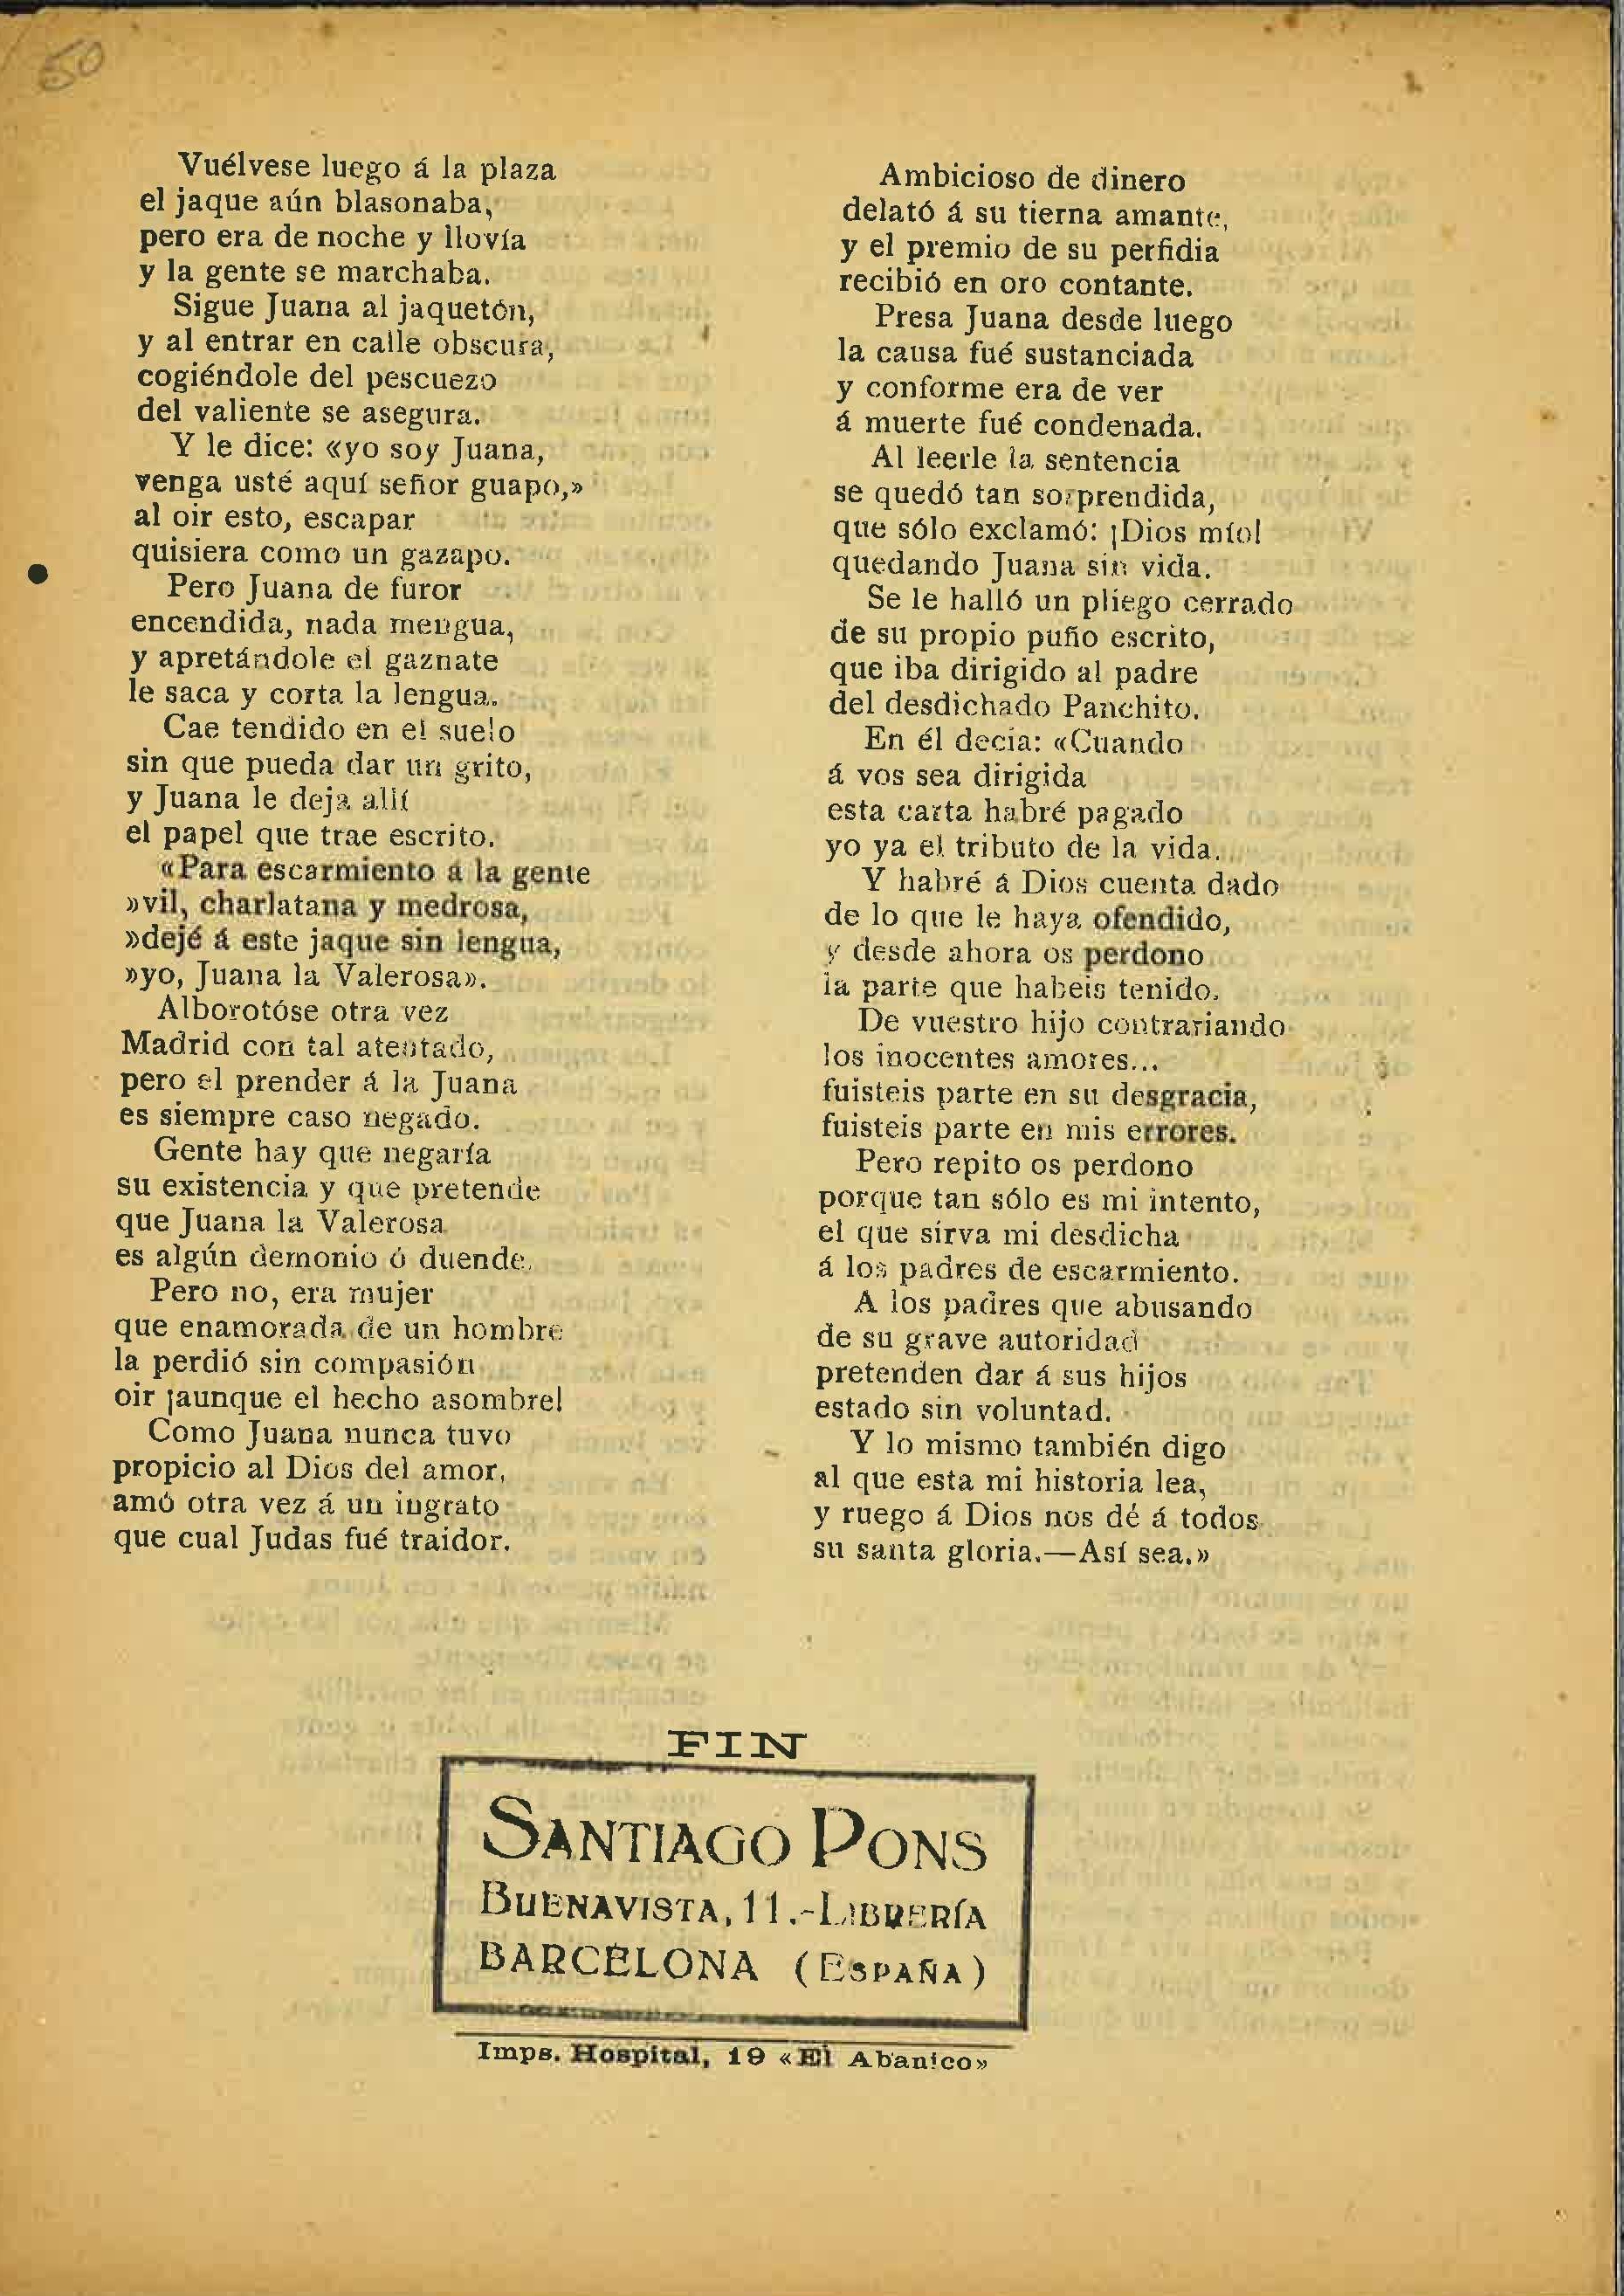 50
Vuélvese luego á la plaza
el jaque aún blasonaba,
pero era de noche y llovía
y la gente se marchaba.
Sigue Juana al jaquetón,
y al entrar en calle obscura,
cogiéndole del pescuezo
del valiente se asegura.
Y le dice: «yo soy Juana,
venga usté aquí señor guapo,»
al oir esto, escapar
quisiera como un gazapo.
Pero Juana de furor
encendida, nada mengua,
y apretándole el gaznate
le saca y corta la lengua.
Cae tendido en el suelo
sin que pueda dar un grito,
y Juana le deja allí
el papel que trae escrito.
«Para escarmiento á la gente
»vil, charlatana y medrosa,
»dejé á este jaque sin lengua,
»yo, Juana la Valerosa».
Alborotóse otra vez
Madrid con tal atentado,
pero el prender á la Juana
es siempre caso negado.
Gente hay que negaría
su existencia y que pretende
que Juana la Valerosa
es algún demonio ó duende.
Pero no, era mujer
que enamorada de un hombre
la perdió sin compasión
oir ¡aunque el hecho asombre!
Como Juana nunca tuvo
propicio al Dios del amor,
amó otra vez á un ingrato
que cual Judas fué traidor.
Ambicioso de dinero
delató á su tierna amante,
y el premio de su perfidia
recibió en oro contante.
Presa Juana desde luego
la causa fué sustanciada
y conforme era de ver
á muerte fué condenada.
Al leerle la sentencia
se quedó tan sorprendida,
que sólo exclamó: ¡Dios mío!
quedando Juana sin vida.
Se le halló un pliego cerrado
de su propio puño escrito,
que iba dirigido al padre
del desdichado Panchito.
En él decía: «Cuando
á vos sea dirigida
esta carta habré pagado
yo ya el tributo de la vida.
Y habré á Dios cuenta dado
de lo que le haya ofendido,
y desde ahora os perdono
la parte que habeis tenido.
De vuestro hijo contrariando
los inocentes amores...
fuisteis parte en su desgracia,
fuisteis parte en mis errores.
Pero repito os perdono
porque tan sólo es mi intento,
el que sirva mi desdicha
á los padres de escarmiento.
A los padres que abusando
de su grave autoridad
pretenden dar á sus hijos
estado sin voluntad.
Y lo mismo también digo
al que esta mi historia lea,
y ruego á Dios nos dé á todos
su santa gloria.—Así sea.»
FIN
SANTIAGO PONS
BUENAVISTA, 11.-LIBRERÍA
BARCELONA (ESPAÑA)
Imps. Hospital, 19 «El Abanico»